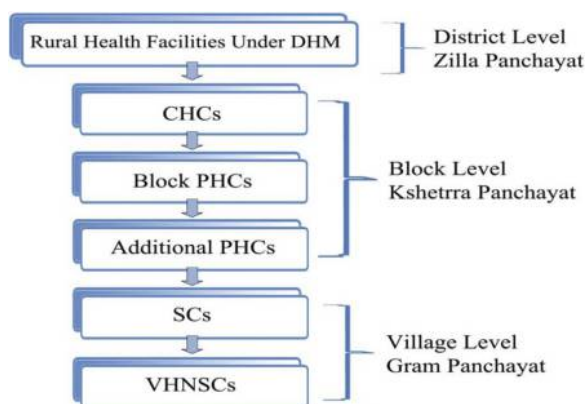 Rural Health Facilities Under DHM
District Level
Zilla Panchayat
CHCs
Block PHCs
Block Level
Kshetrra Panchayat
Additional PHCs
SCs
Village Level
Gram Panchayat
VHNSCs